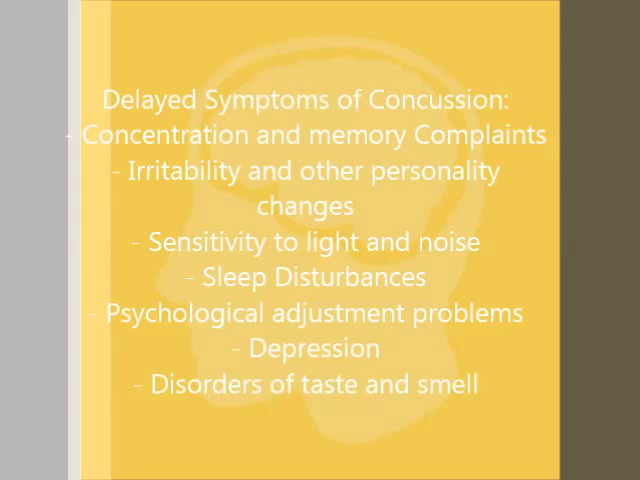 Delayed Symptoms of Concussion:
- Concentration and memory Complaints
- Irritability and other personality
changes
- Sensitivity to light and noise
- Sleep Disturbances
- Psychological adjustment problems
- Depression
- Disorders of taste and smell